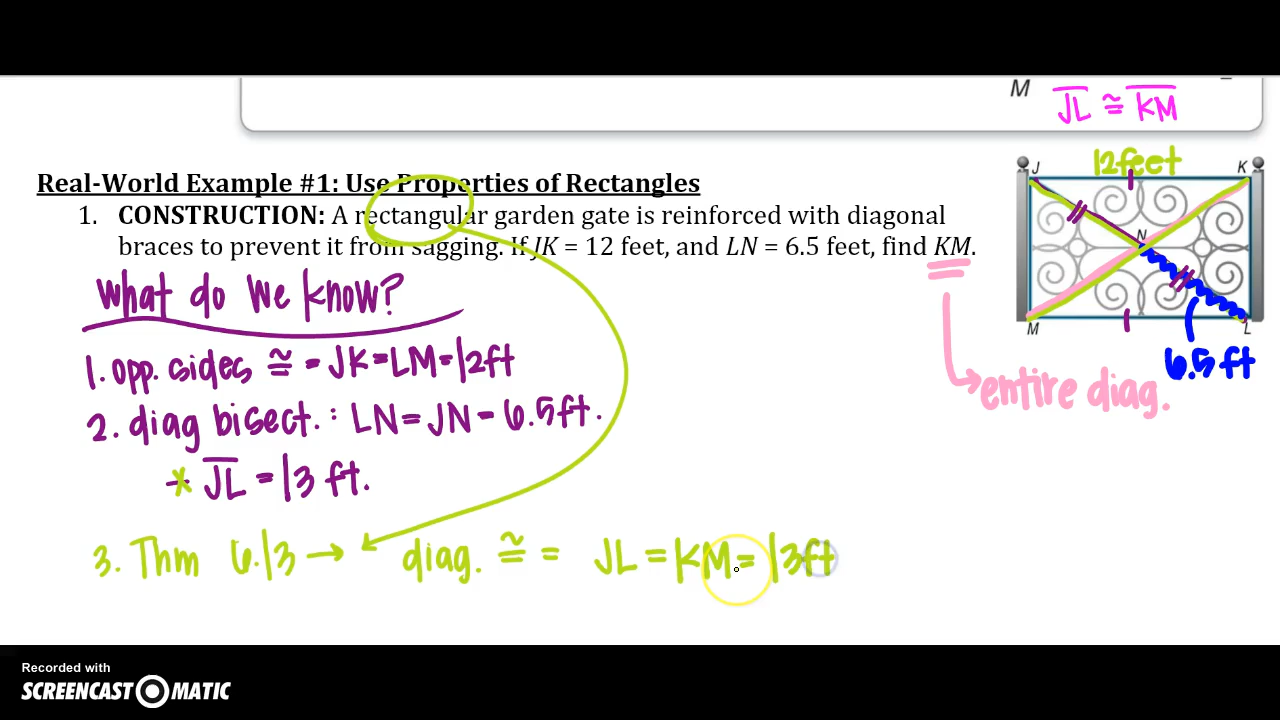 M
JL ≅ KM
Real-World Example #1: Use Properties of Rectangles
1. CONSTRUCTION: A rectangular garden gate is reinforced with diagonal
braces to prevent it from sagging. If JK = 12 feet, and LN = 6.5 feet, find KM.
J
12feet
K
N
M
L
6.5 ft
entire diag.
What do we know?
1. opp. sides ≅ = JK=LM=12ft
2. diag bisect. : LN=JN=6.5ft.
* JL = 13 ft.
3. Thm 6.13 → diag. ≅ = JL=KM=13ft
Recorded with
SCREENCAST MATIC